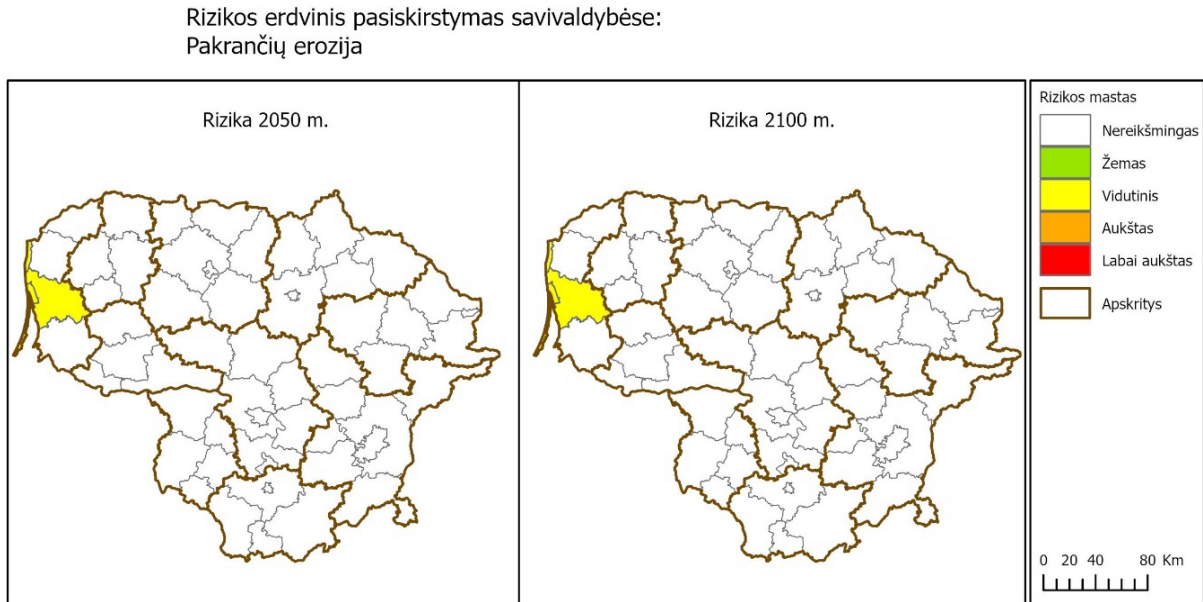 Rizikos erdvinis pasiskirstymas savivaldybėse:
Pakrančių erozija
Rizika 2050 m.
Rizika 2100 m.
Rizikos mastas
Nereikšmingas
Žemas
Vidutinis
Aukštas
Labai aukštas
Apskritys
0 20 40 80 Km